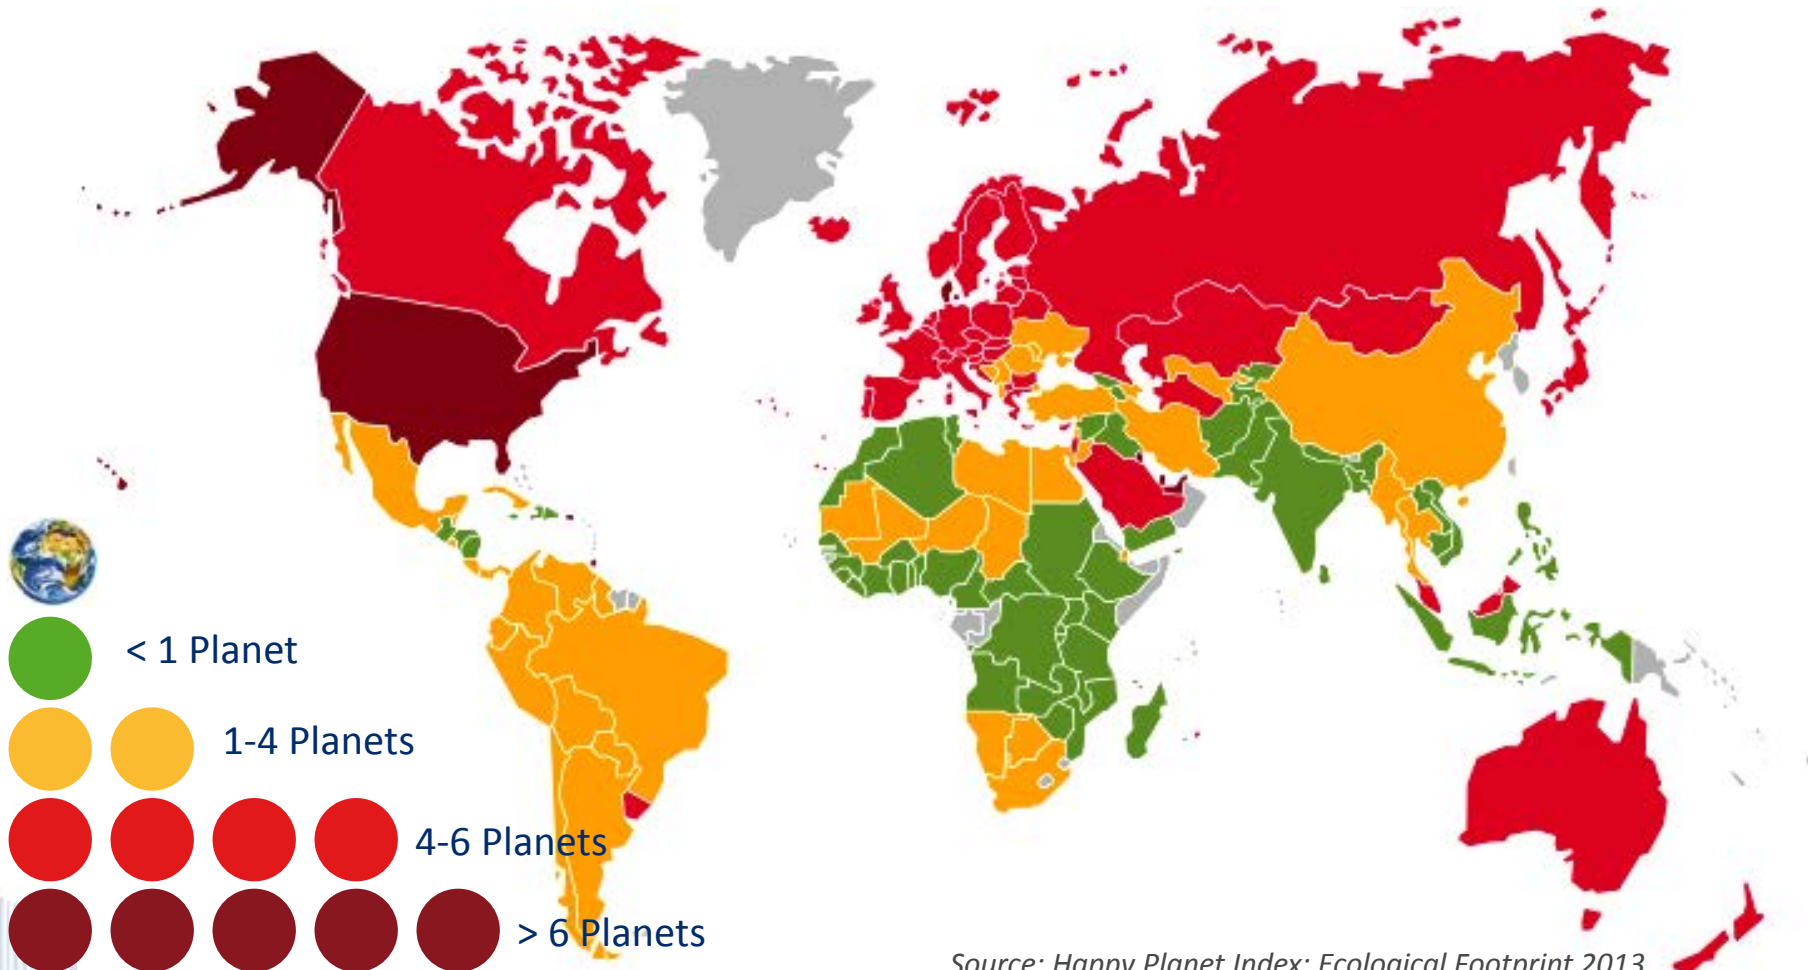 < 1 Planet
1-4 Planets
4-6 Planets
> 6 Planets
Source: Happy Planet Index: Ecological Footprint 2013